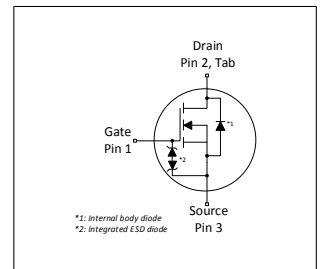 Drain
Pin 2, Tab
*1
Gate
Pin 1
*2
Source
Pin 3
*1: Internal body diode
*2: Integrated ESD diode